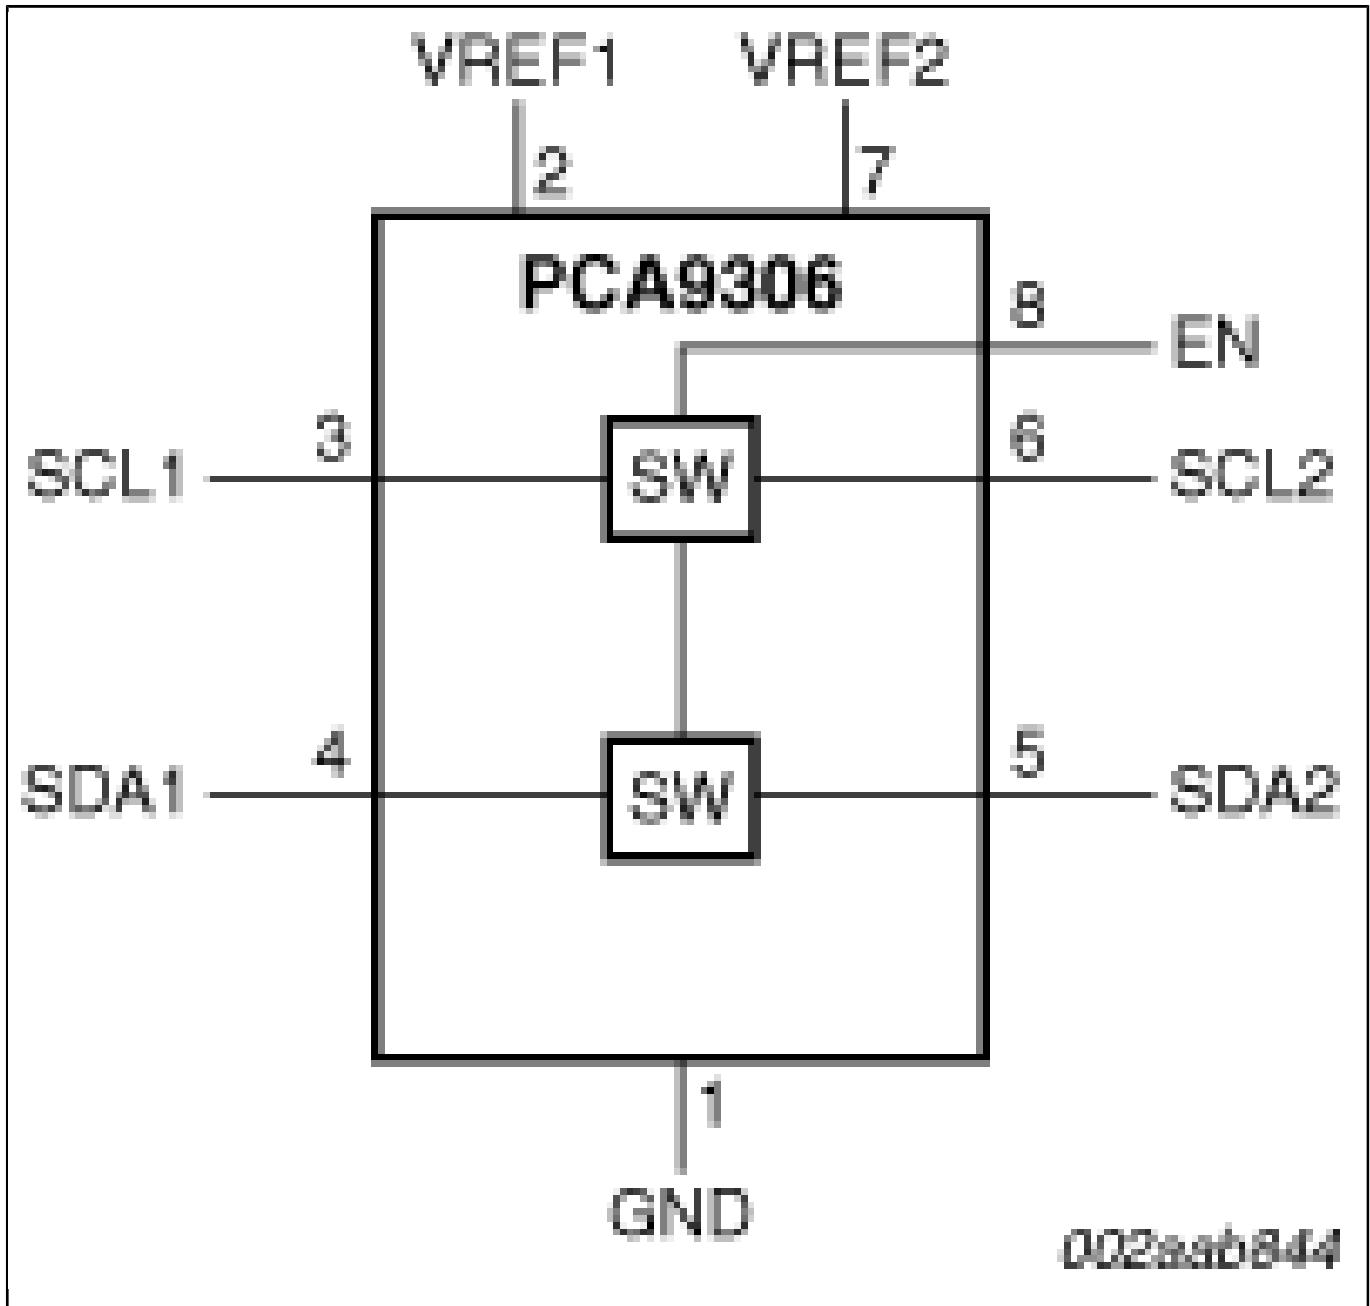 VREF1 VREF2
2 7
PCA9306
8 EN
SCL1 3 SW 6 SCL2
SDA1 4 SW 5 SDA2
1
GND
002aab844